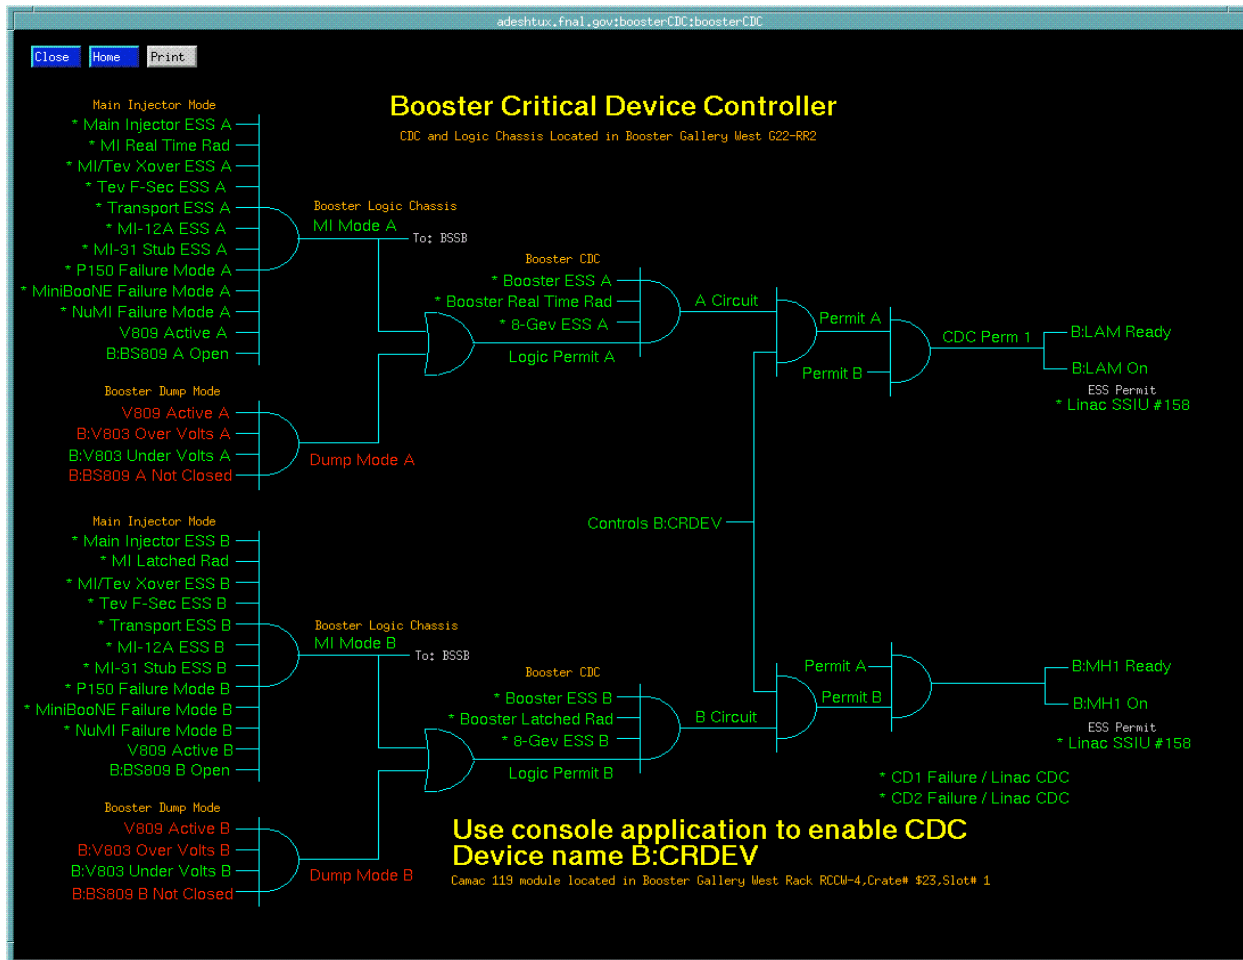 adeshtux.fnal.gov:boosterCDC:boosterCDC
Close Home Print
Booster Critical Device Controller
CDC and Logic Chassis Located in Booster Gallery West G22-RR2
Main Injector Mode
* Main Injector ESS A
* MI Real Time Rad
* MI/Tev Xover ESS A
* Tev F-Sec ESS A
* Transport ESS A
* MI-12A ESS A
* MI-31 Stub ESS A
* P150 Failure Mode A
* MiniBooNE Failure Mode A
* NuMI Failure Mode A
V809 Active A
B:BS809 A Open
Booster Logic Chassis
MI Mode A
To: BSSB
Booster Dump Mode
V809 Active A
B:V803 Over Volts A
B:V803 Under Volts A
B:BS809 A Not Closed
Dump Mode A
Booster CDC
* Booster ESS A
* Booster Real Time Rad
* 8-Gev ESS A
Logic Permit A
A Circuit
Permit A
Permit B
CDC Perm 1
B:LAM Ready
B:LAM On
ESS Permit
* Linac SSIU #158
Controls B:CRDEV
Main Injector Mode
* Main Injector ESS B
* MI Latched Rad
* MI/Tev Xover ESS B
* Tev F-Sec ESS B
* Transport ESS B
* MI-12A ESS B
* MI-31 Stub ESS B
* P150 Failure Mode B
* MiniBooNE Failure Mode B
* NuMI Failure Mode B
V809 Active B
B:BS809 B Open
Booster Logic Chassis
MI Mode B
To: BSSB
Booster Dump Mode
V809 Active B
B:V803 Over Volts B
B:V803 Under Volts B
B:BS809 B Not Closed
Dump Mode B
Booster CDC
* Booster ESS B
* Booster Latched Rad
* 8-Gev ESS B
Logic Permit B
B Circuit
Permit A
Permit B
B:MH1 Ready
B:MH1 On
ESS Permit
* Linac SSIU #158
* CD1 Failure / Linac CDC
* CD2 Failure / Linac CDC
Use console application to enable CDC
Device name B:CRDEV
Camac 119 module located in Booster Gallery West Rack RCCW-4,Crate# $23,Slot# 1